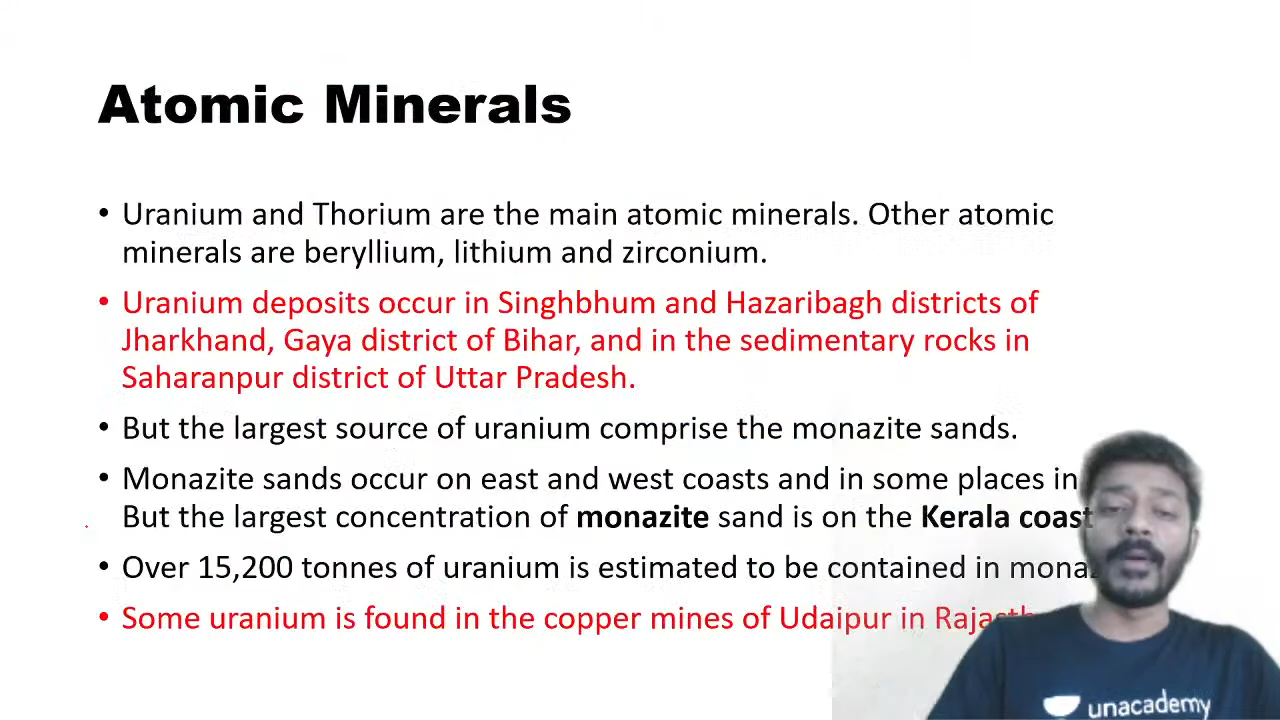 Atomic Minerals
• Uranium and Thorium are the main atomic minerals. Other atomic
minerals are beryllium, lithium and zirconium.
• Uranium deposits occur in Singhbhum and Hazaribagh districts of
Jharkhand, Gaya district of Bihar, and in the sedimentary rocks in
Saharanpur district of Uttar Pradesh.
• But the largest source of uranium comprise the monazite sands.
• Monazite sands occur on east and west coasts and in some places in
But the largest concentration of monazite sand is on the Kerala coast
• Over 15,200 tonnes of uranium is estimated to be contained in
• Some uranium is found in the copper mines of Udaipur in
unacademy